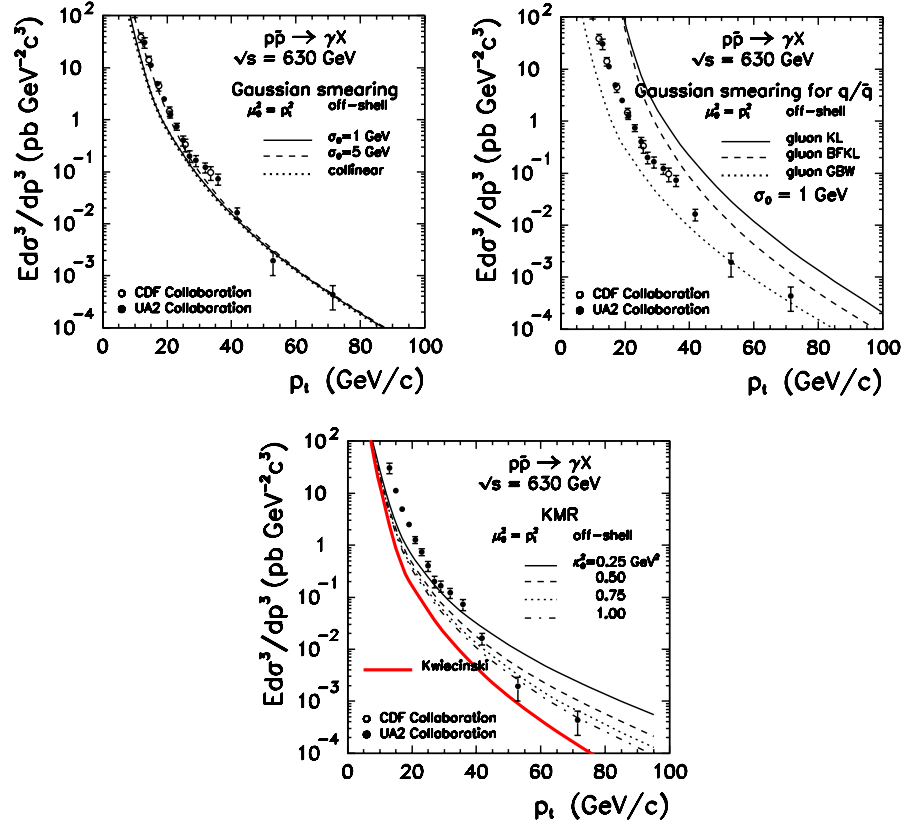 Edσ³/dp³ (pb GeV⁻²c³)
10²
10
1
10⁻¹
10⁻²
10⁻³
10⁻⁴
pp̄ → γX
√s = 630 GeV
Gaussian smearing
μ₀²= pₜ² off-shell
σ₀=1 GeV
σ₀=5 GeV
collinear
CDF Collaboration
UA2 Collaboration
0 20 40 60 80 100
pₜ (GeV/c)
Edσ³/dp³ (pb GeV⁻²c³)
10²
10
1
10⁻¹
10⁻²
10⁻³
10⁻⁴
pp̄ → γX
√s = 630 GeV
Gaussian smearing for q/q̄
μ₀²= pₜ² off-shell
gluon KL
gluon BFKL
gluon GBW
σ₀ = 1 GeV
CDF Collaboration
UA2 Collaboration
0 20 40 60 80 100
pₜ (GeV/c)
Edσ³/dp³ (pb GeV⁻²c³)
10²
10
1
10⁻¹
10⁻²
10⁻³
10⁻⁴
pp̄ → γX
√s = 630 GeV
KMR
μ₀² = pₜ² off-shell
κ₀²=0.25 GeV²
0.50
0.75
1.00
Kwiecinski
CDF Collaboration
UA2 Collaboration
0 20 40 60 80 100
pₜ (GeV/c)